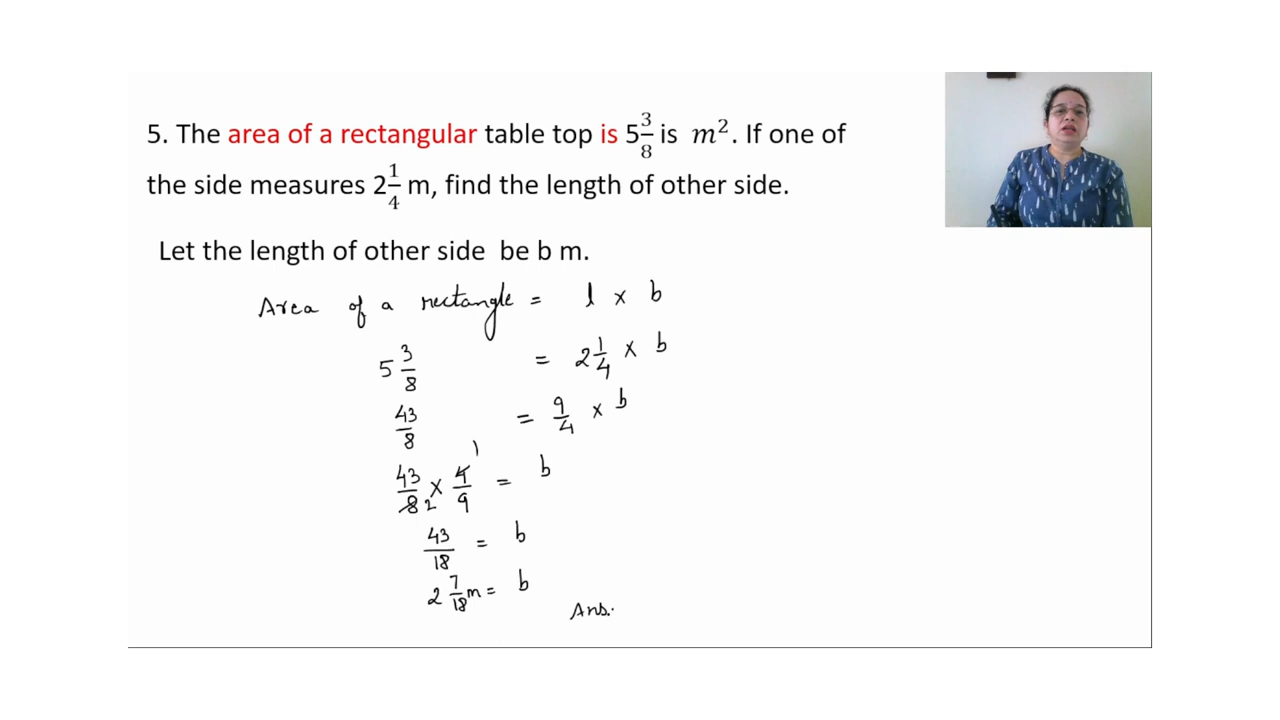 5. The area of a rectangular table top is 5 3/8 is m². If one of
the side measures 2 1/4 m, find the length of other side.
Let the length of other side be b m.
Area of a rectangle = l × b
5 3/8 = 2 1/4 × b
43/8 = 9/4 × b
43/8 2 × 4/9 1 = b
43/18 = b
2 7/18 m = b
Ans.